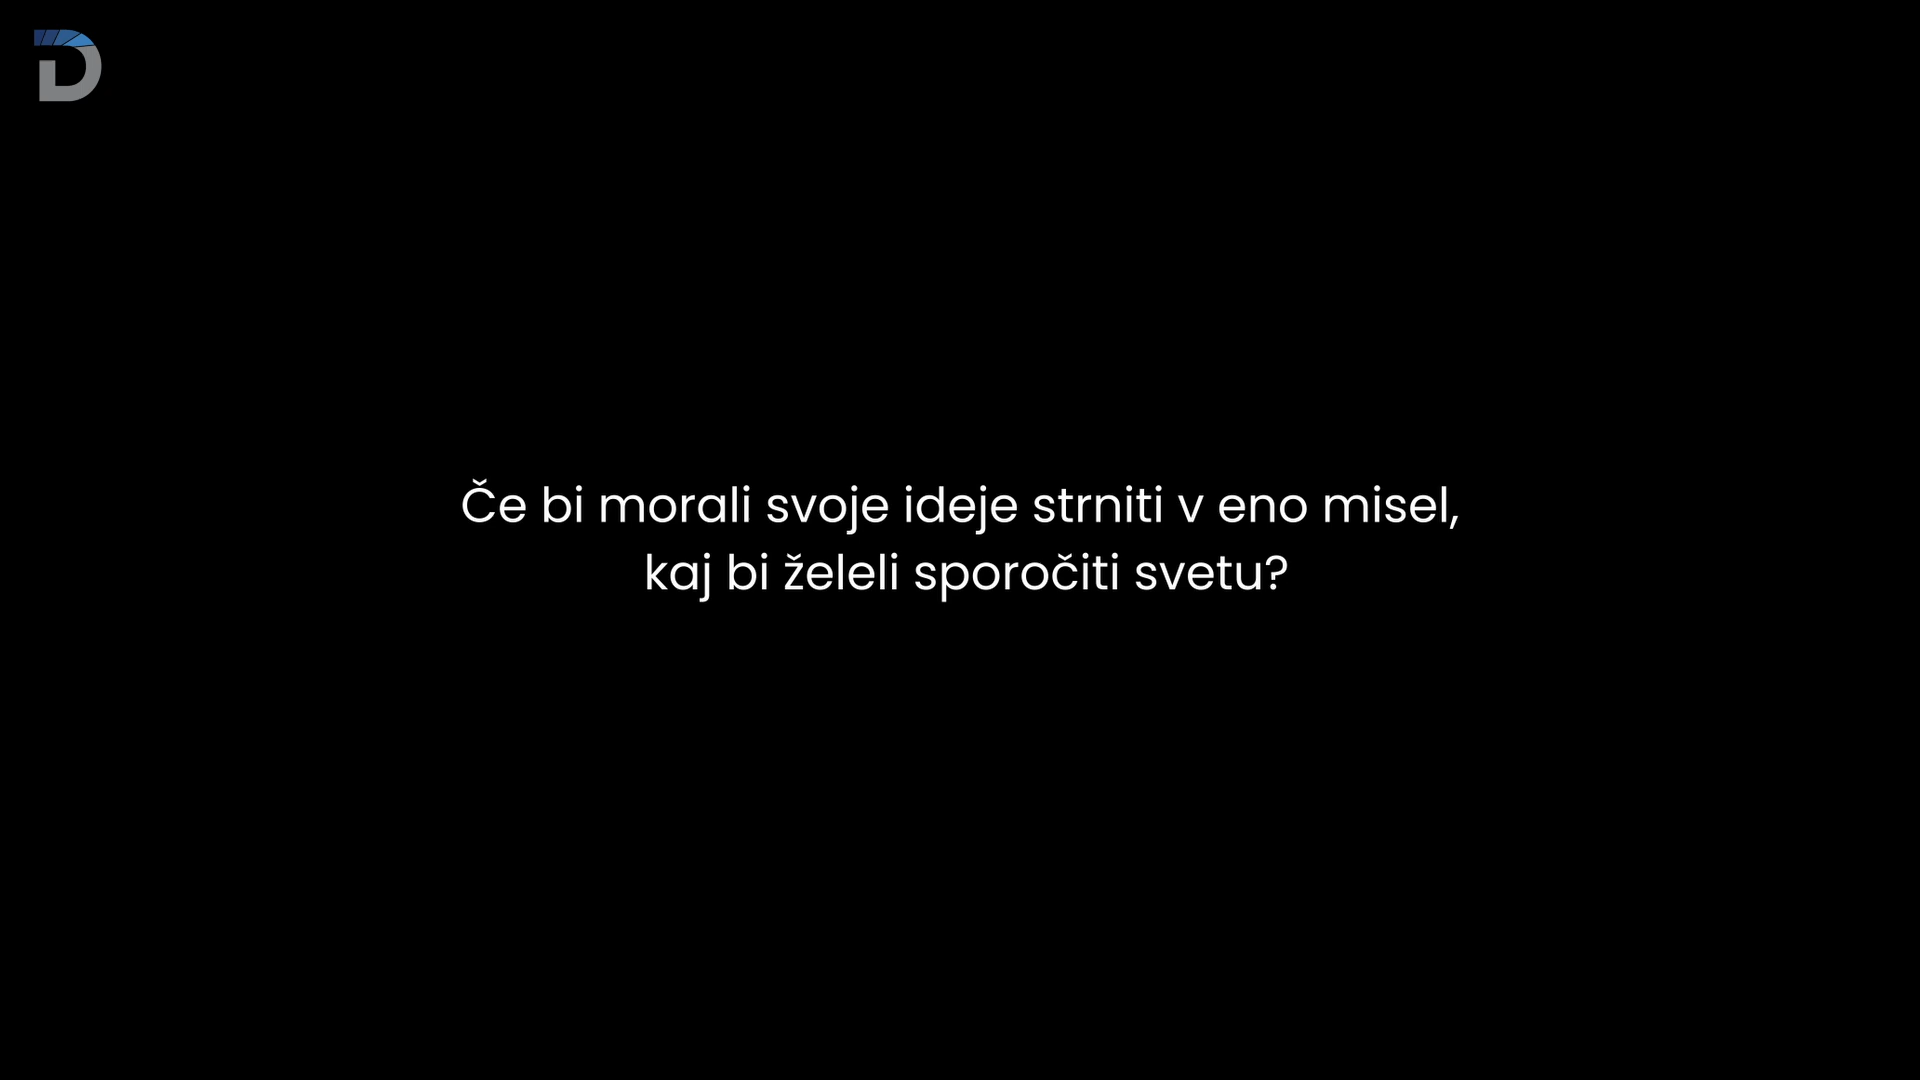 Če bi morali svoje ideje strniti v eno misel,
kaj bi želeli sporočiti svetu?